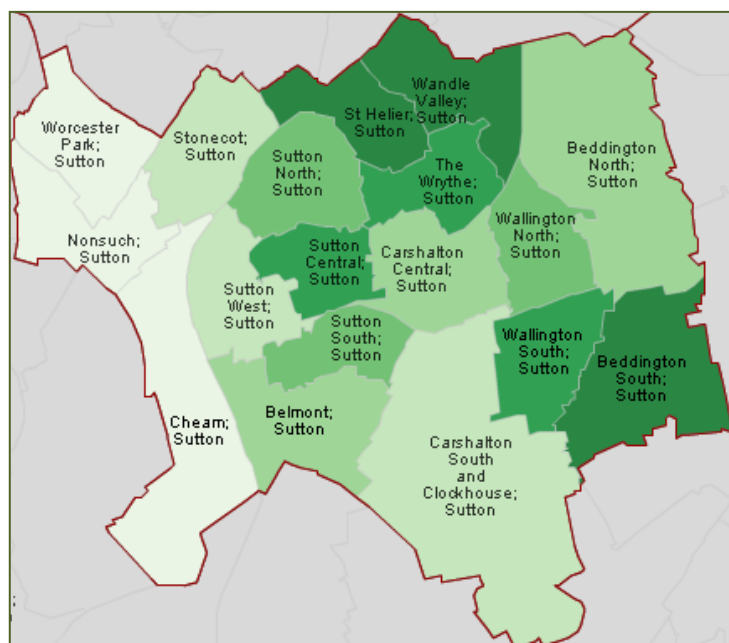 Worcester
Park;
Sutton
Stonecot;
Sutton
St Helier;
Sutton
Wandle
Valley;
Sutton
Sutton
North;
Sutton
The
Wrythe;
Sutton
Beddington
North;
Sutton
Nonsuch;
Sutton
Sutton
West;
Sutton
Sutton
Central;
Sutton
Carshalton
Central;
Sutton
Wallington
North;
Sutton
Sutton
South;
Sutton
Wallington
South;
Sutton
Beddington
South;
Sutton
Cheam;
Sutton
Belmont;
Sutton
Carshalton
South
and
Clockhouse;
Sutton
;